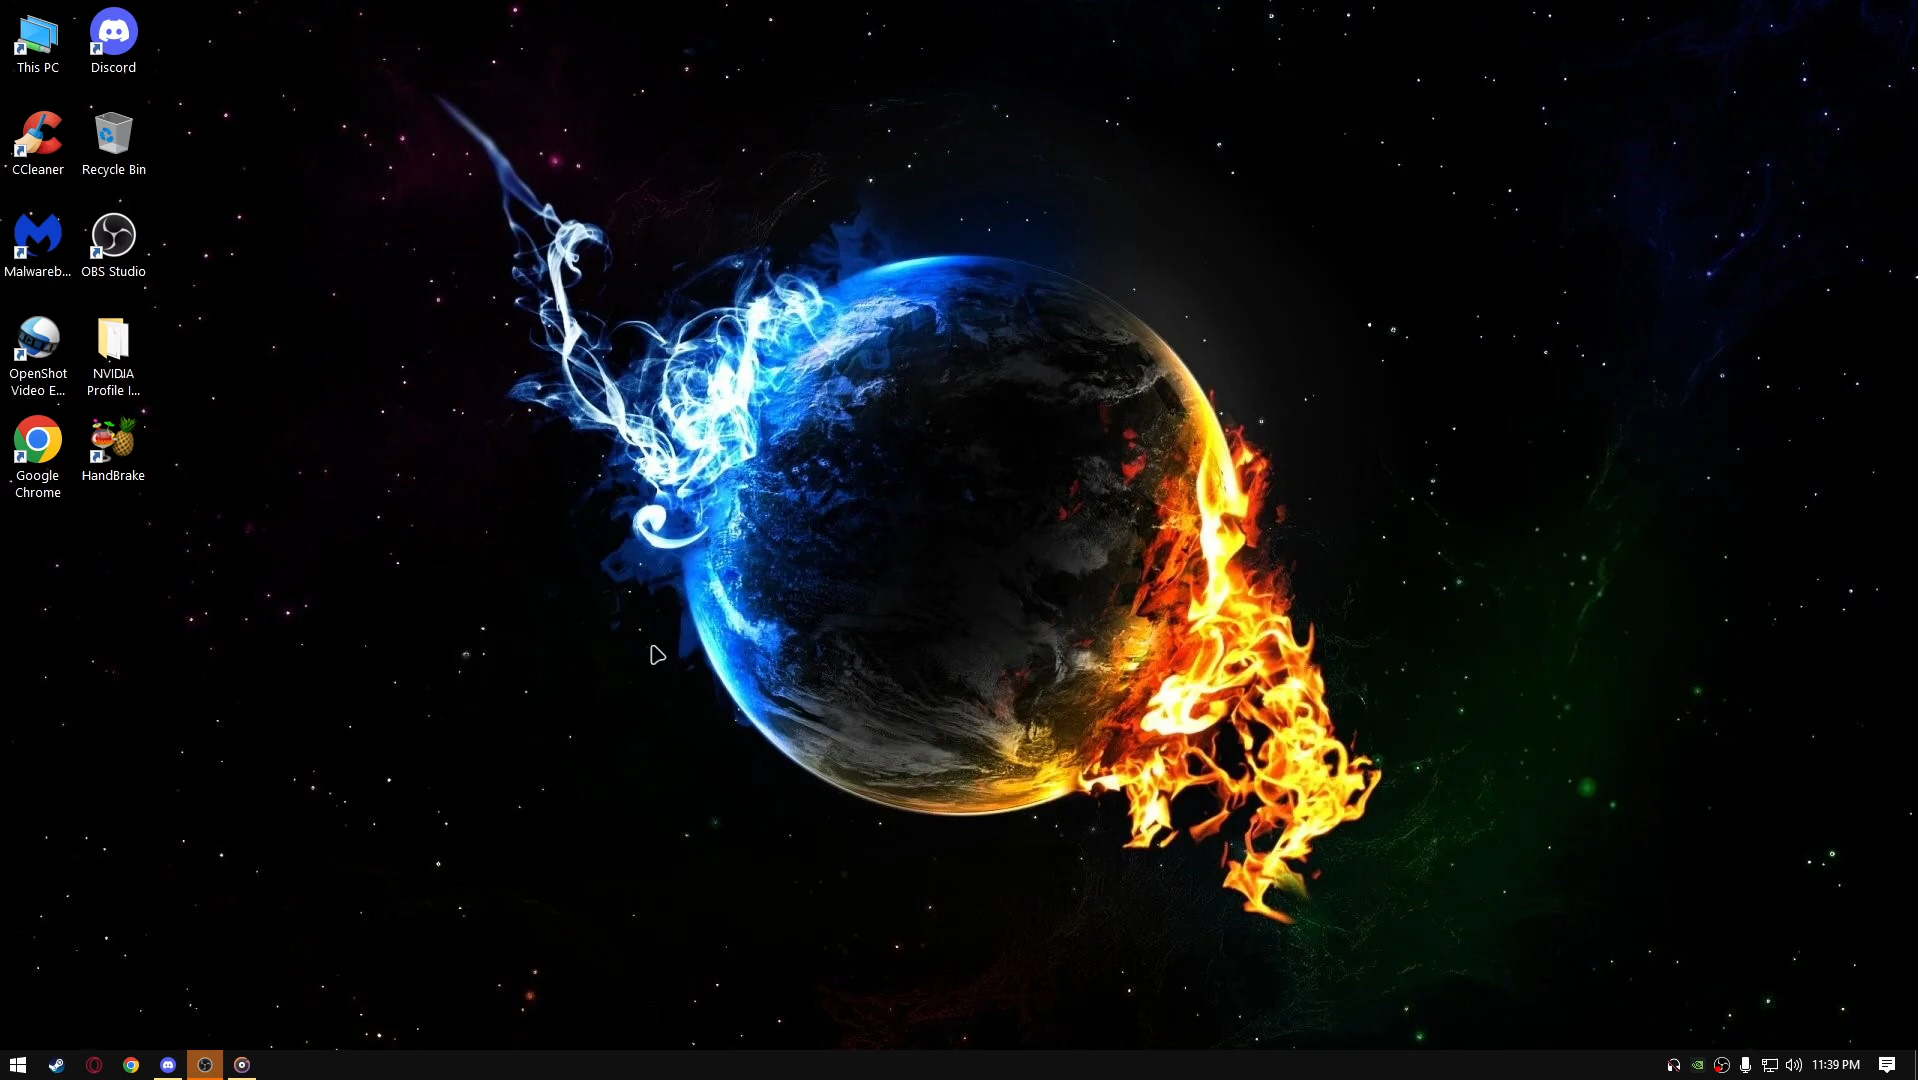 This PC
Discord
CCleaner
Recycle Bin
Malwareb...
OBS Studio
OpenShot
Video E...
NVIDIA
Profile I...
Google
Chrome
HandBrake
11:39 PM